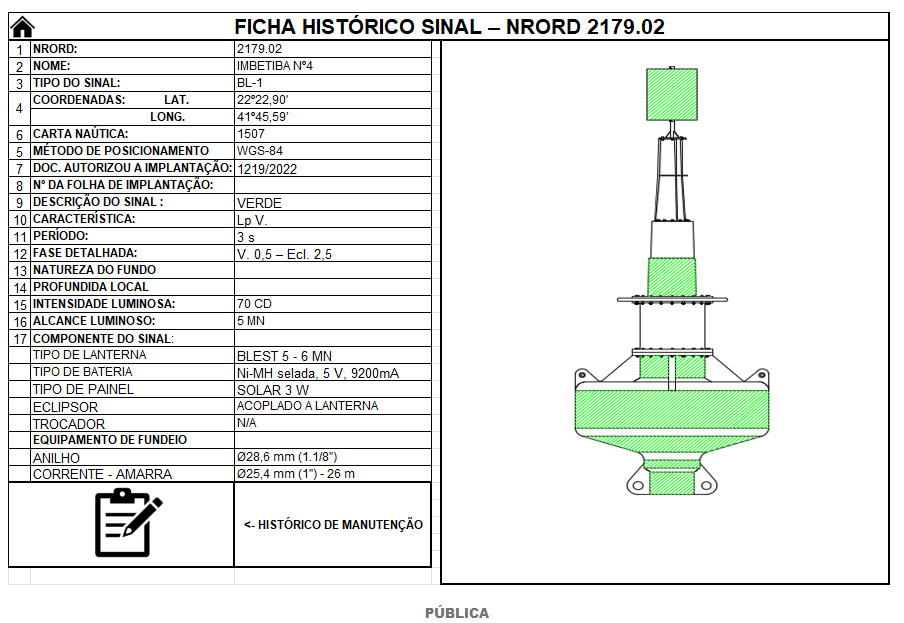 FICHA HISTÓRICO SINAL – NRORD 2179.02
1 NRORD: 2179.02
2 NOME: IMBETIBA Nº4
3 TIPO DO SINAL: BL-1
4 COORDENADAS: LAT. 22º22,90'
LONG. 41º45,59'
6 CARTA NAÚTICA: 1507
5 MÉTODO DE POSICIONAMENTO WGS-84
7 DOC. AUTORIZOU A IMPLANTAÇÃO: 1219/2022
8 Nº DA FOLHA DE IMPLANTAÇÃO:
9 DESCRIÇÃO DO SINAL : VERDE
10 CARACTERÍSTICA: Lp V.
11 PERÍODO: 3 s
12 FASE DETALHADA: V. 0,5 – Ecl. 2,5
13 NATUREZA DO FUNDO
14 PROFUNDIDA LOCAL
15 INTENSIDADE LUMINOSA: 70 CD
16 ALCANCE LUMINOSO: 5 MN
17 COMPONENTE DO SINAL:
TIPO DE LANTERNA BLEST 5 - 6 MN
TIPO DE BATERIA Ni-MH selada, 5 V, 9200mA
TIPO DE PAINEL SOLAR 3 W
ECLIPSOR ACOPLADO A LANTERNA
TROCADOR N/A
EQUIPAMENTO DE FUNDEIO
ANILHO Ø28,6 mm (1.1/8")
CORRENTE - AMARRA Ø25,4 mm (1") - 26 m
<- HISTÓRICO DE MANUTENÇÃO
PÚBLICA